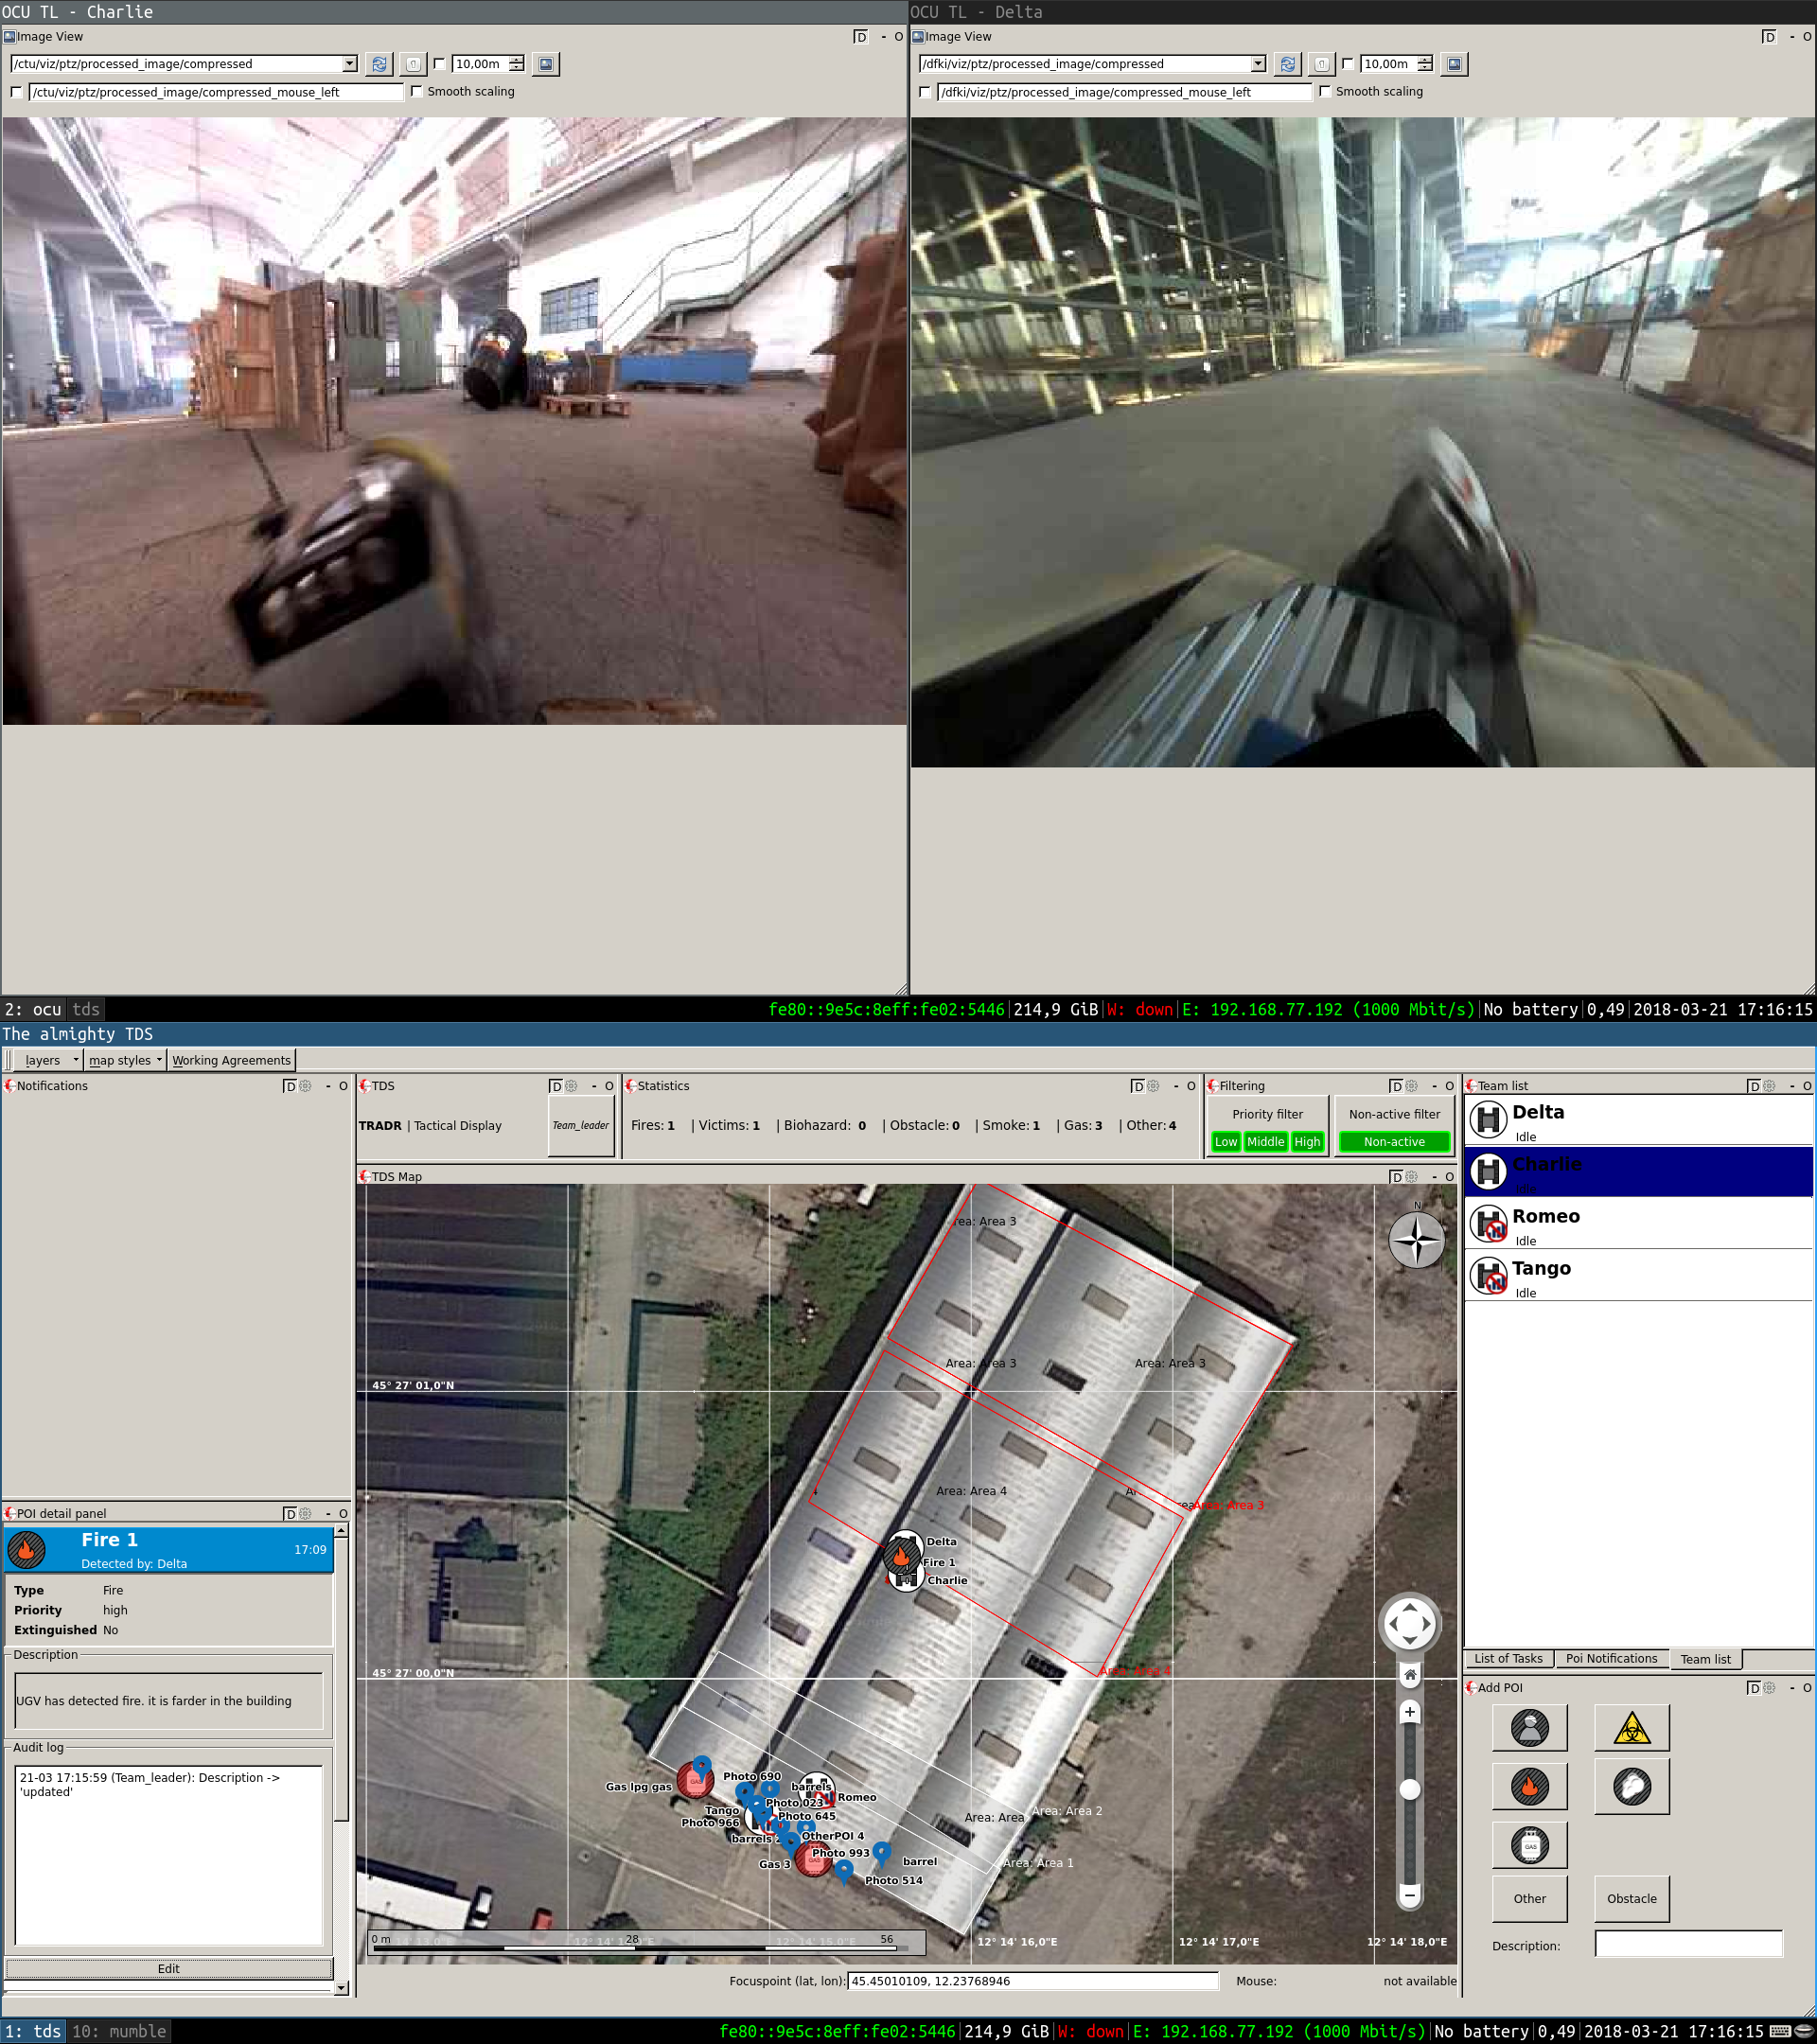 OCU TL - Charlie
OCU TL - Delta
Image View
D - O
Image View
D - O
/ctu/viz/ptz/processed_image/compressed
10,00m
/dfki/viz/ptz/processed_image/compressed
10,00m
/ctu/viz/ptz/processed_image/compressed_mouse_left
Smooth scaling
/dfki/viz/ptz/processed_image/compressed_mouse_left
Smooth scaling
2: ocu tds
fe80::9e5c:8eff:fe02:5446|214,9 GiB|W: down|E: 192.168.77.192 (1000 Mbit/s)|No battery|0,49|2018-03-21 17:16:15
The almighty TDS
layers
map styles
Working Agreements
Notifications
D - O
TDS
D - O
Statistics
D - O
Filtering
D - O
Team list
D - O
TRADR | Tactical Display
Team_leader
Fires: 1 | Victims: 1 | Biohazard: 0 | Obstacle: 0 | Smoke: 1 | Gas: 3 | Other: 4
Priority filter
Low Middle High
Non-active filter
Non-active
Delta
Idle
Charlie
Idle
Romeo
Idle
Tango
Idle
TDS Map
D - O
N
rea: Area 3
Area: Area 3
Area: Area 3
45° 27' 01,0"N
Area: Area 4
Area: Area 3
Delta
Fire 1
Charlie
45° 27' 00,0"N
Area: Area 4
Gas lpg gas
Photo 690
barrels
Romeo
Photo 023
Tango
Photo 645
Photo 966
barrels
OtherPOI 4
Photo 993
Gas 3
barrel
Photo 514
Area: Area
Area: Area 2
Area: Area 1
0 m
28
56
12° 14' 15,0"E
12° 14' 16,0"E
12° 14' 17,0"E
12° 14' 18,0"E
Focuspoint (lat, lon):
45.45010109, 12.23768946
Mouse:
not available
POI detail panel
D - O
Fire 1
Detected by: Delta
17:09
Type Fire
Priority high
Extinguished No
Description
UGV has detected fire. it is farder in the building
Audit log
21-03 17:15:59 (Team_leader): Description ->
'updated'
Edit
List of Tasks
Poi Notifications
Team list
Add POI
D - O
GAS
Other
Obstacle
Description:
1: tds 10: mumble
fe80::9e5c:8eff:fe02:5446|214,9 GiB|W: down|E: 192.168.77.192 (1000 Mbit/s)|No battery|0,49|2018-03-21 17:16:15